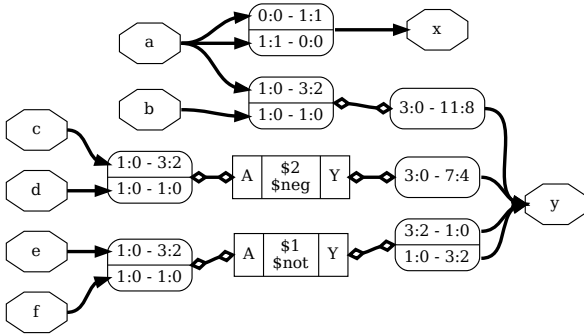 a
0:0 - 1:1
1:1 - 0:0
x
b
1:0 - 3:2
1:0 - 1:0
3:0 - 11:8
c
d
1:0 - 3:2
1:0 - 1:0
A
$2
$neg
Y
3:0 - 7:4
y
e
f
1:0 - 3:2
1:0 - 1:0
A
$1
$not
Y
3:2 - 1:0
1:0 - 3:2